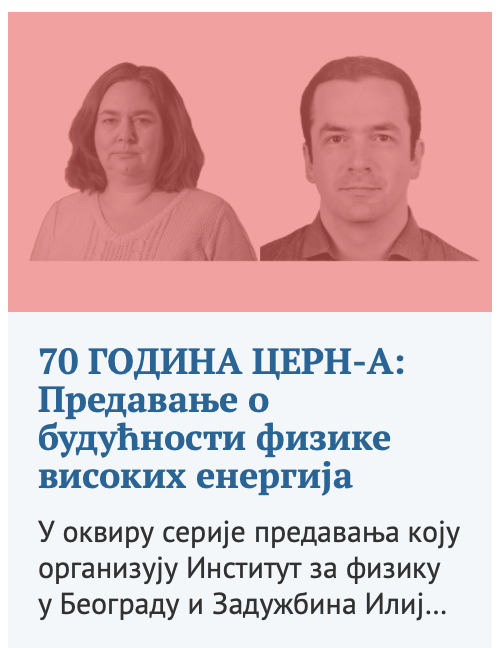 70 ГОДИНА ЦЕРН-А:
Предавање о
будућности физике
високих енергија
У оквиру серије предавања коју
организују Институт за физику
у Београду и Задужбина Илиј...